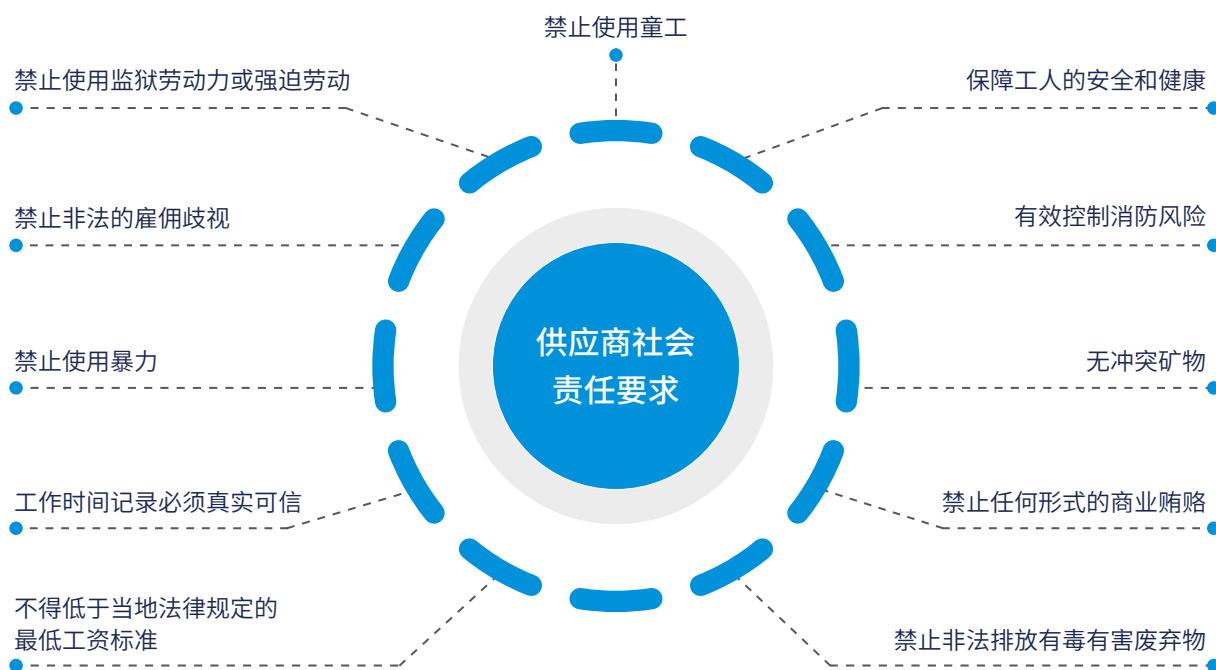 禁止使用童工
禁止使用监狱劳动力或强迫劳动
保障工人的安全和健康
禁止非法的雇佣歧视
有效控制消防风险
供应商社会
责任要求
禁止使用暴力
无冲突矿物
工作时间记录必须真实可信
禁止任何形式的商业贿赂
不得低于当地法律规定的
最低工资标准
禁止非法排放有毒有害废弃物